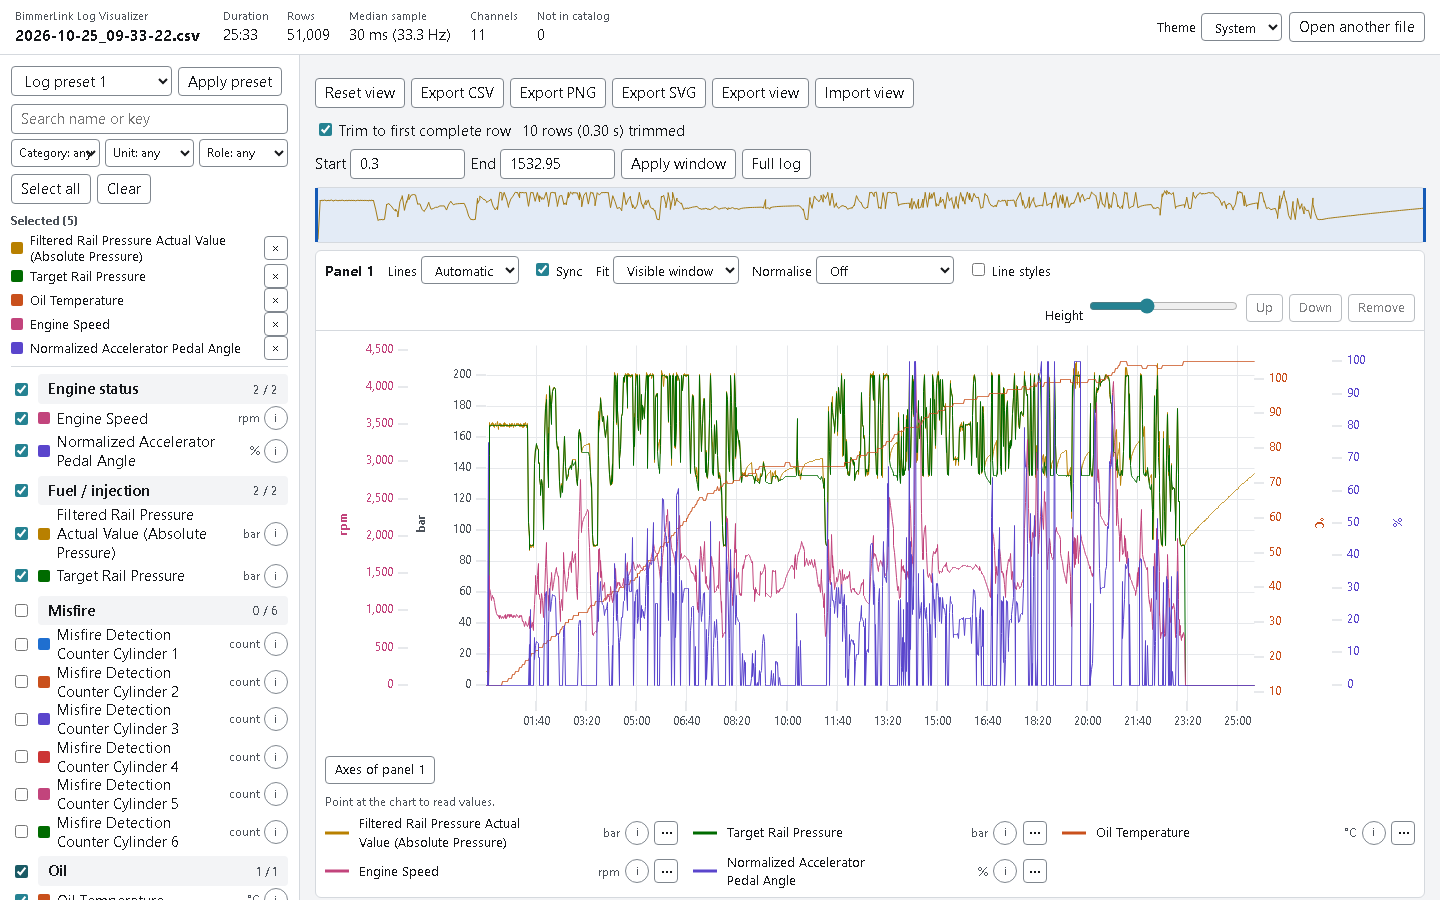 BimmerLink Log Visualizer
2026-10-25_09-33-22.csv
Duration
25:33
Rows
51,009
Median sample
30 ms (33.3 Hz)
Channels
11
Not in catalog
0
Theme
System
Open another file
Log preset 1
Apply preset
Search name or key
Category: any
Unit: any
Role: any
Select all
Clear
Selected (5)
Filtered Rail Pressure Actual Value
(Absolute Pressure)
×
Target Rail Pressure
×
Oil Temperature
×
Engine Speed
×
Normalized Accelerator Pedal Angle
×
Engine status
2 / 2
Engine Speed
rpm
i
Normalized Accelerator
Pedal Angle
%
i
Fuel / injection
2 / 2
Filtered Rail Pressure
Actual Value (Absolute
Pressure)
bar
i
Target Rail Pressure
bar
i
Misfire
0 / 6
Misfire Detection
Counter Cylinder 1
count
i
Misfire Detection
Counter Cylinder 2
count
i
Misfire Detection
Counter Cylinder 3
count
i
Misfire Detection
Counter Cylinder 4
count
i
Misfire Detection
Counter Cylinder 5
count
i
Misfire Detection
Counter Cylinder 6
count
i
Oil
1 / 1
Oil Temperature
°C
i
Reset view
Export CSV
Export PNG
Export SVG
Export view
Import view
Trim to first complete row
10 rows (0.30 s) trimmed
Start
0.3
End
1532.95
Apply window
Full log
Panel 1
Lines
Automatic
Sync
Fit
Visible window
Normalise
Off
Line styles
Height
Up
Down
Remove
4,500
4,000
3,500
3,000
2,500
2,000
1,500
1,000
500
0
rpm
200
180
160
140
120
100
80
60
40
20
0
bar
100
90
80
70
60
50
40
30
20
10
°C
100
90
80
70
60
50
40
30
20
10
0
%
01:40
03:20
05:00
06:40
08:20
10:00
11:40
13:20
15:00
16:40
18:20
20:00
21:40
23:20
25:00
Axes of panel 1
Point at the chart to read values.
Filtered Rail Pressure Actual
Value (Absolute Pressure)
bar
i
...
Target Rail Pressure
bar
i
...
Oil Temperature
°C
i
...
Engine Speed
rpm
i
...
Normalized Accelerator
Pedal Angle
%
i
...